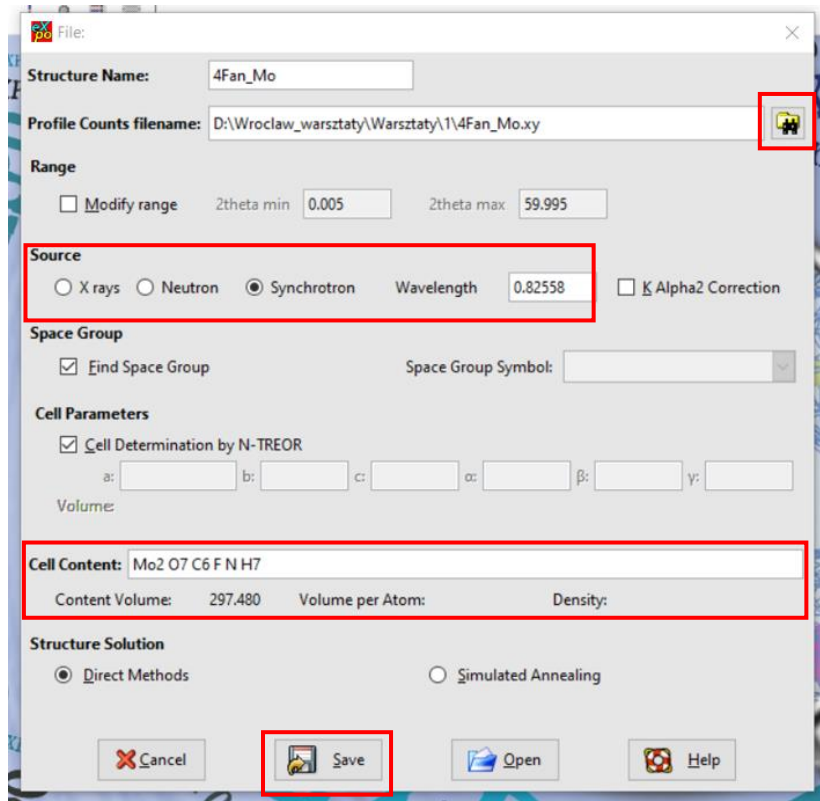 File:
Structure Name: 4Fan_Mo
Profile Counts filename: D:\Wroclaw_warsztaty\Warsztaty\1\4Fan_Mo.xy
Range
Modify range 2theta min 0.005 2theta max 59.995
Source
X rays Neutron Synchrotron Wavelength 0.82558 K Alpha2 Correction
Space Group
Find Space Group Space Group Symbol:
Cell Parameters
Cell Determination by N-TREOR
a: b: c: α: β: γ:
Volume:
Cell Content: Mo2 O7 C6 F N H7
Content Volume: 297.480 Volume per Atom: Density:
Structure Solution
Direct Methods Simulated Annealing
Cancel Save Open Help